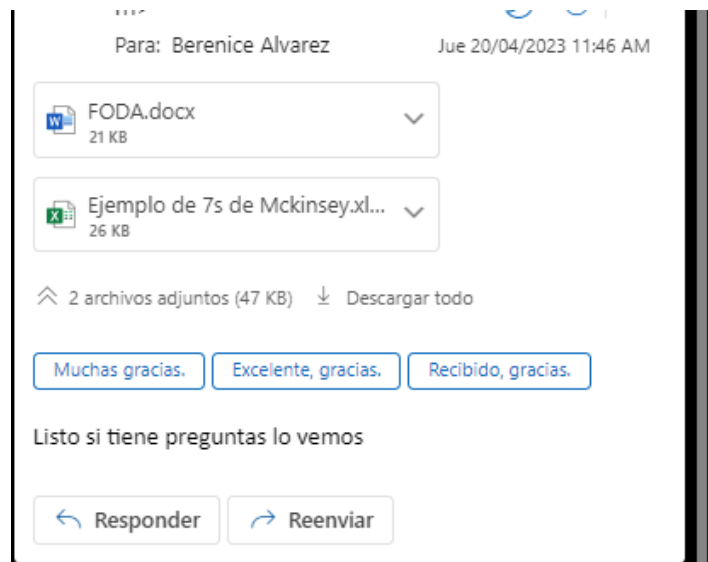 Para: Berenice Alvarez Jue 20/04/2023 11:46 AM
FODA.docx
21 KB
Ejemplo de 7s de Mckinsey.xl...
26 KB
2 archivos adjuntos (47 KB) Descargar todo
Muchas gracias. Excelente, gracias. Recibido, gracias.
Listo si tiene preguntas lo vemos
Responder Reenviar